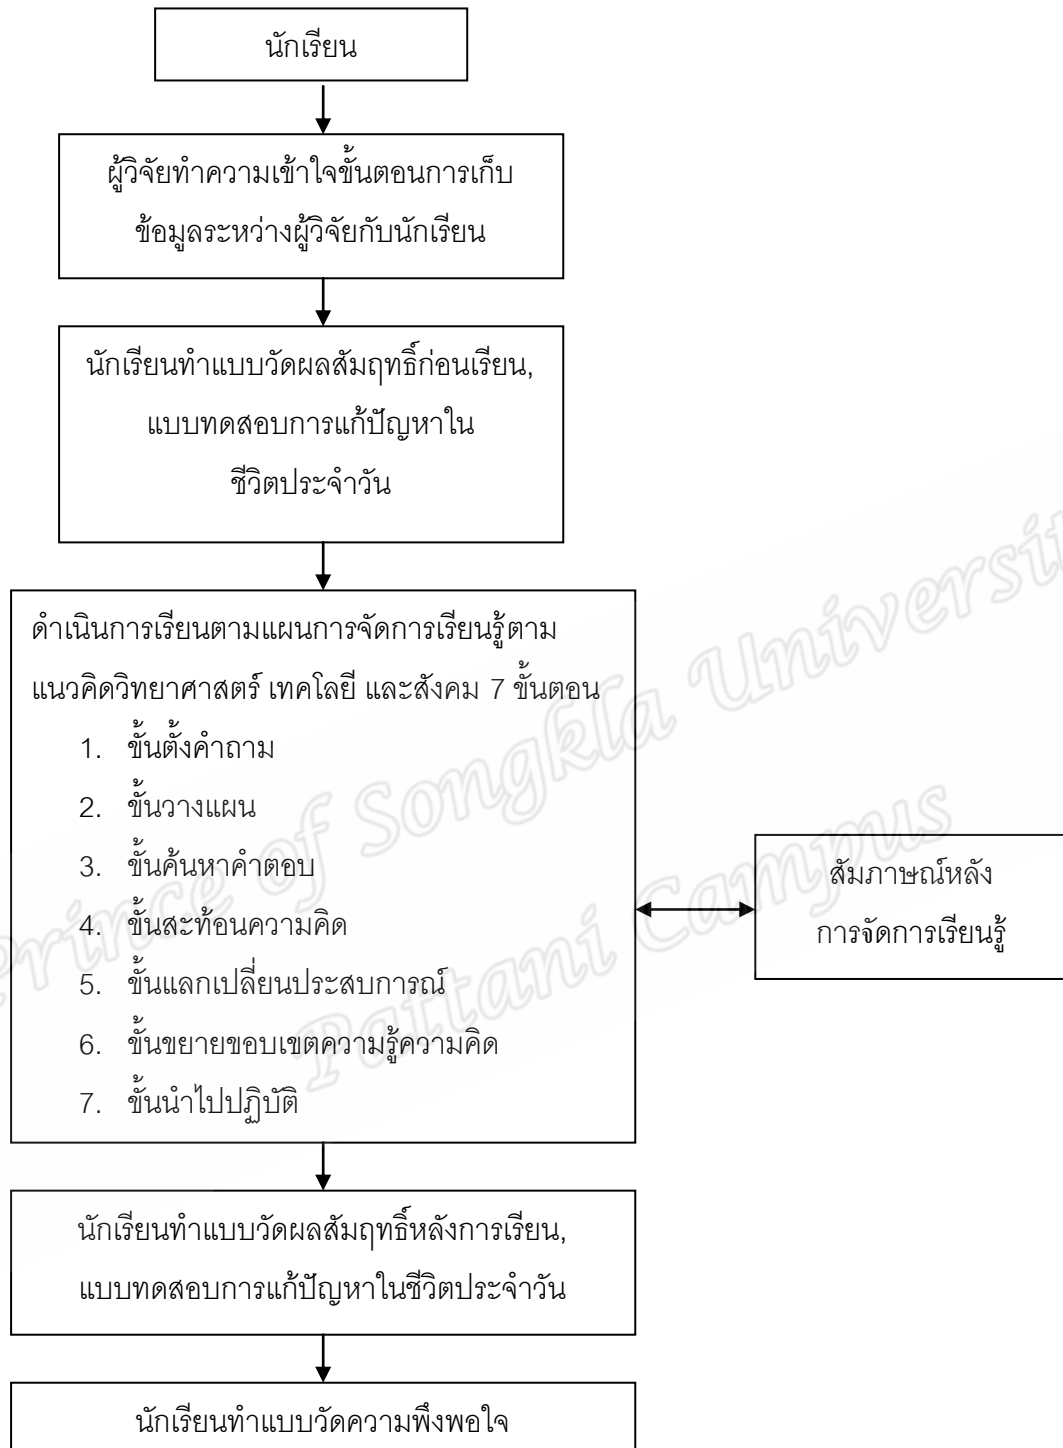 นักเรียน
ผู้วิจัยทำความเข้าใจขั้นตอนการเก็บ
ข้อมูลระหว่างผู้วิจัยกับนักเรียน
นักเรียนทำแบบวัดผลสัมฤทธิ์ก่อนเรียน,
แบบทดสอบการแก้ปัญหาใน
ชีวิตประจำวัน
ดำเนินการเรียนตามแผนการจัดการเรียนรู้ตาม
แนวคิดวิทยาศาสตร์ เทคโลยี และสังคม 7 ขั้นตอน
1. ขั้นตั้งคำถาม
2. ขั้นวางแผน
3. ขั้นค้นหาคำตอบ
4. ขั้นสะท้อนความคิด
5. ขั้นแลกเปลี่ยนประสบการณ์
6. ขั้นขยายขอบเขตความรู้ความคิด
7. ขั้นนำไปปฏิบัติ
สัมภาษณ์หลัง
การจัดการเรียนรู้
นักเรียนทำแบบวัดผลสัมฤทธิ์หลังการเรียน,
แบบทดสอบการแก้ปัญหาในชีวิตประจำวัน
นักเรียนทำแบบวัดความพึงพอใจ
Prince of Songkla Universit
Pattani Campus